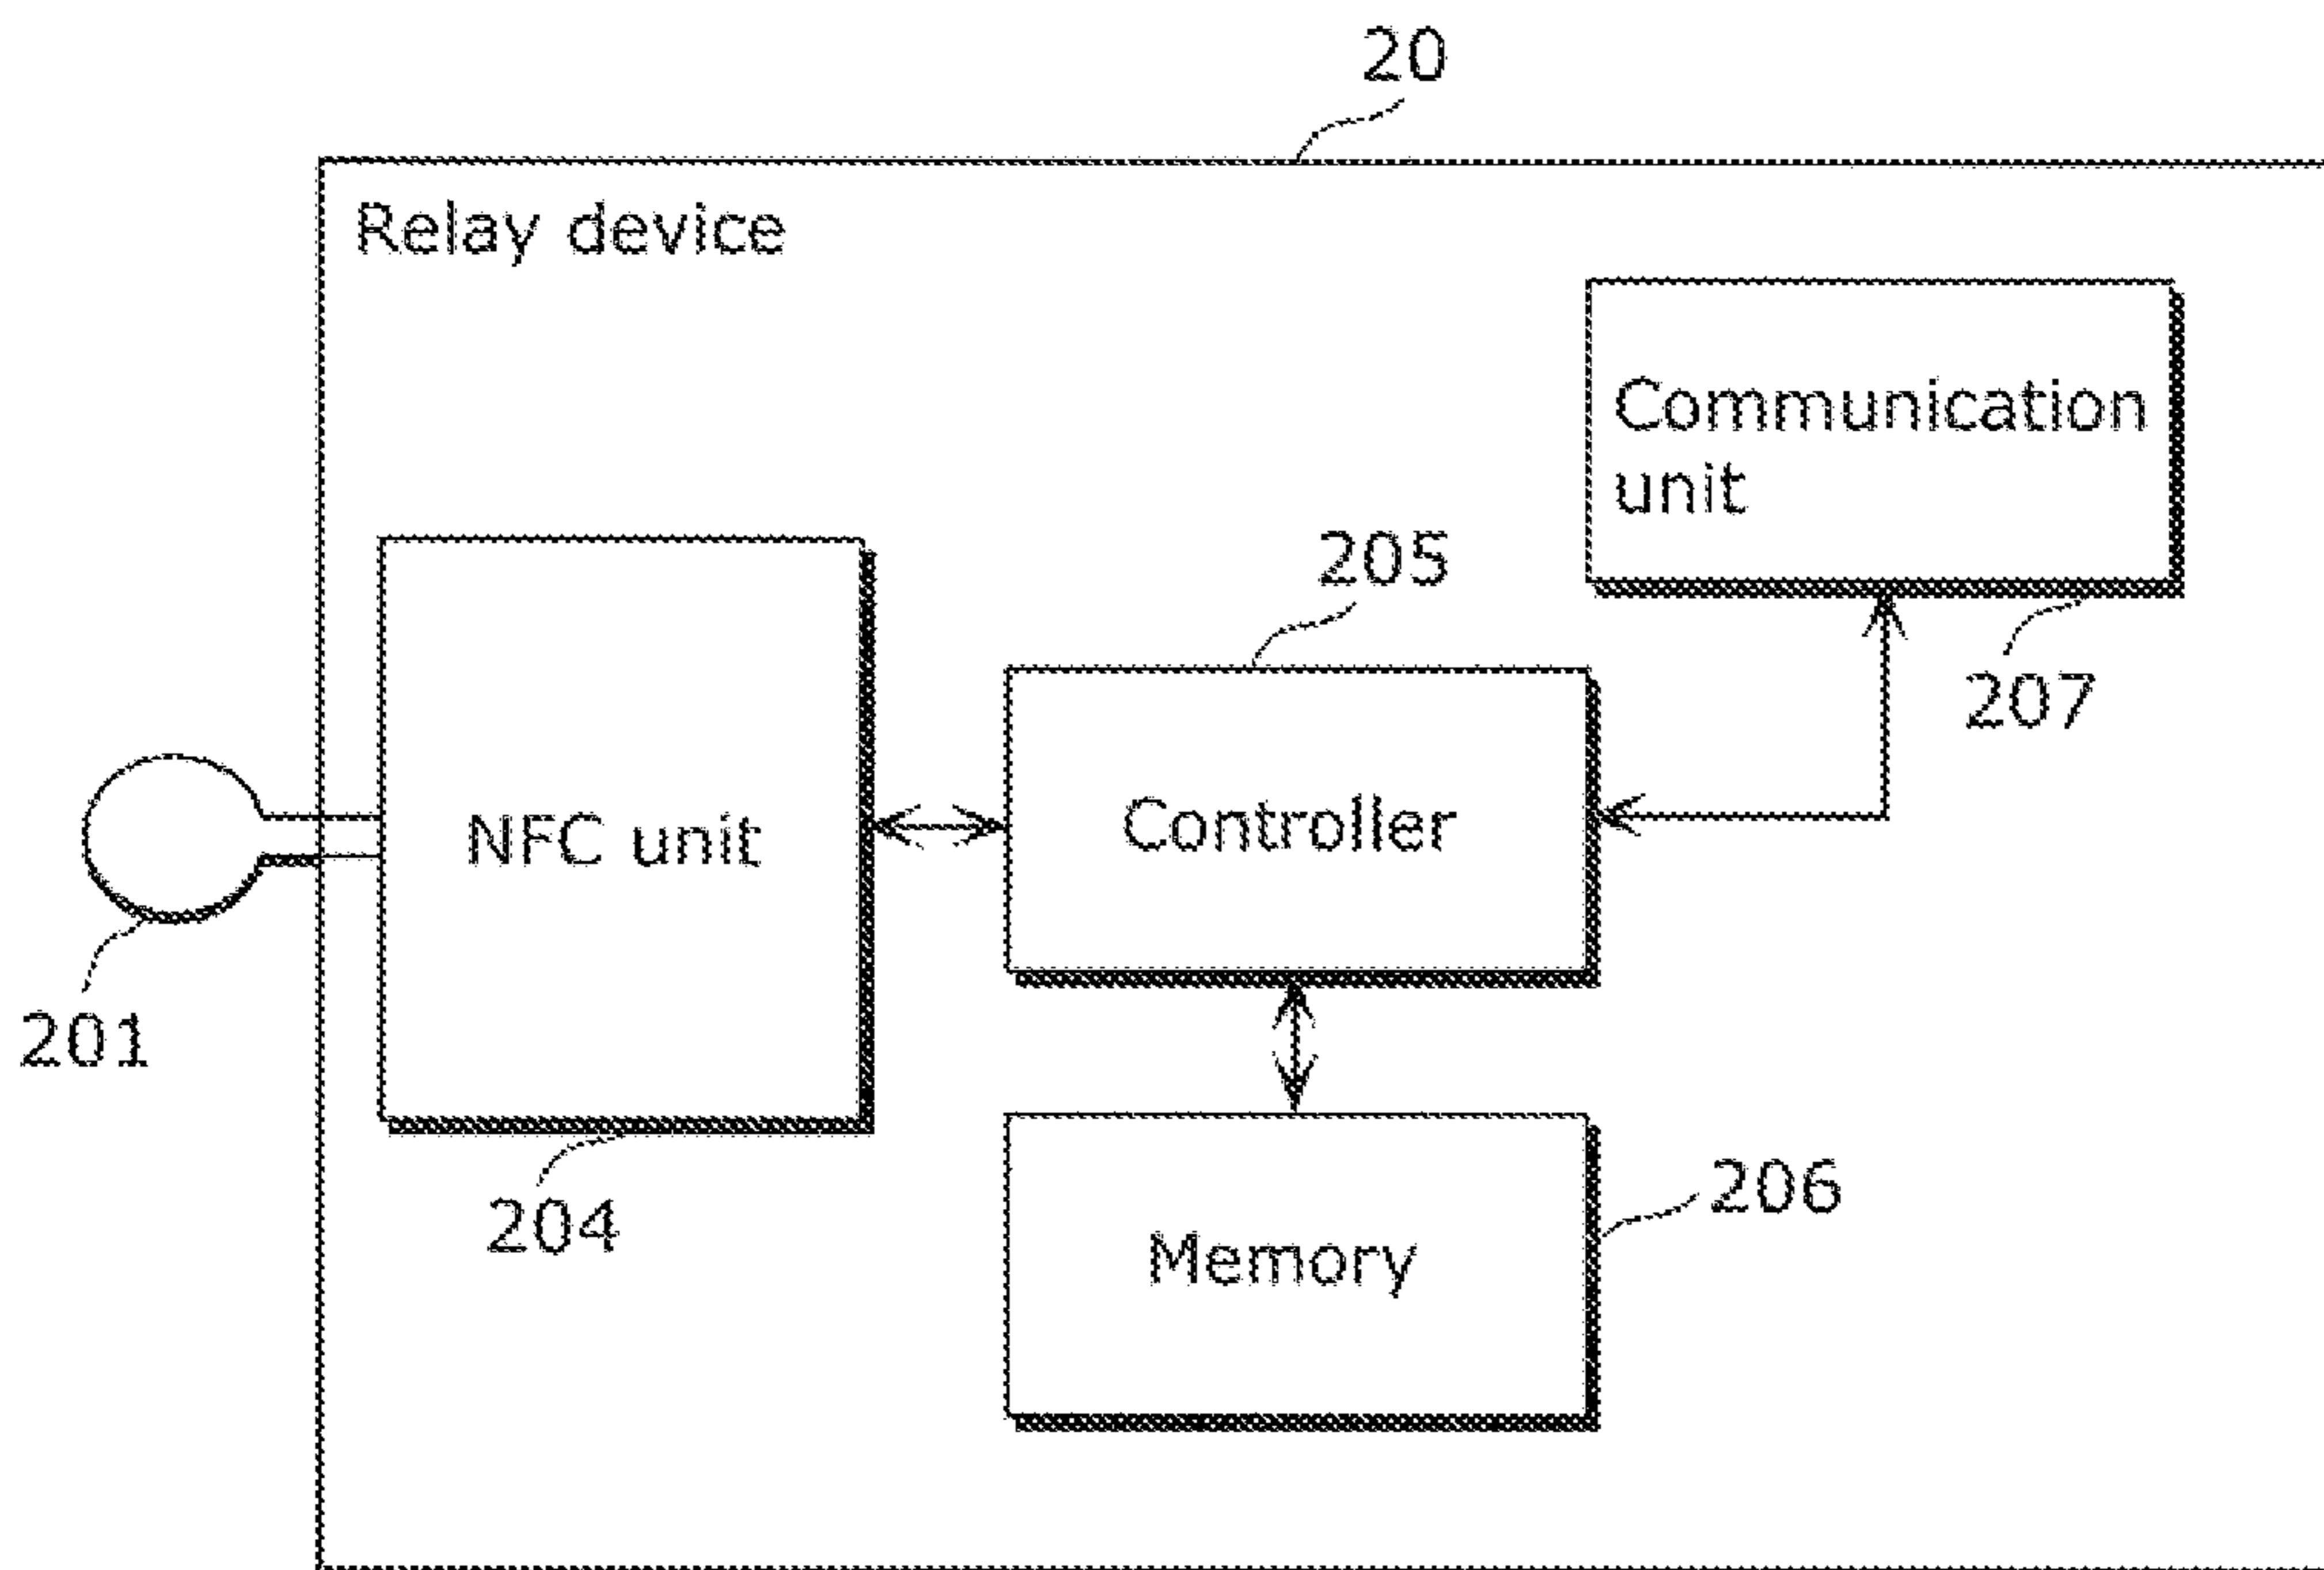 20
Relay device
Communication
unit
205
207
NFC unit
Controller
201
204
206
Memory